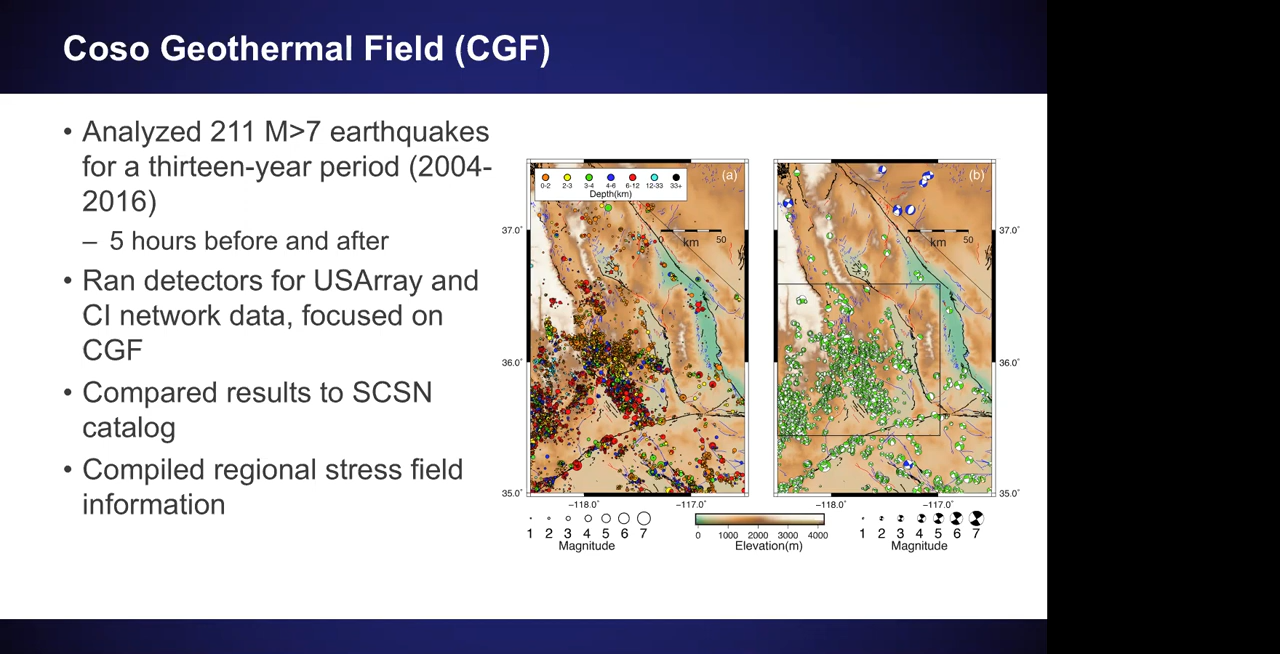 Coso Geothermal Field (CGF)
• Analyzed 211 M>7 earthquakes
for a thirteen-year period (2004-
2016)
– 5 hours before and after
• Ran detectors for USArray and
CI network data, focused on
CGF
• Compared results to SCSN
catalog
• Compiled regional stress field
information
(a)
0-2 2-3 3-4 4-6 6-12 12-33 33+
Depth(km)
0 50
km
37.0°
36.0°
35.0°
−118.0° −117.0°
(b)
0 50
km
37.0°
36.0°
35.0°
−118.0° −117.0°
1 2 3 4 5 6 7
Magnitude
0 1000 2000 3000 4000
Elevation(m)
1 2 3 4 5 6 7
Magnitude